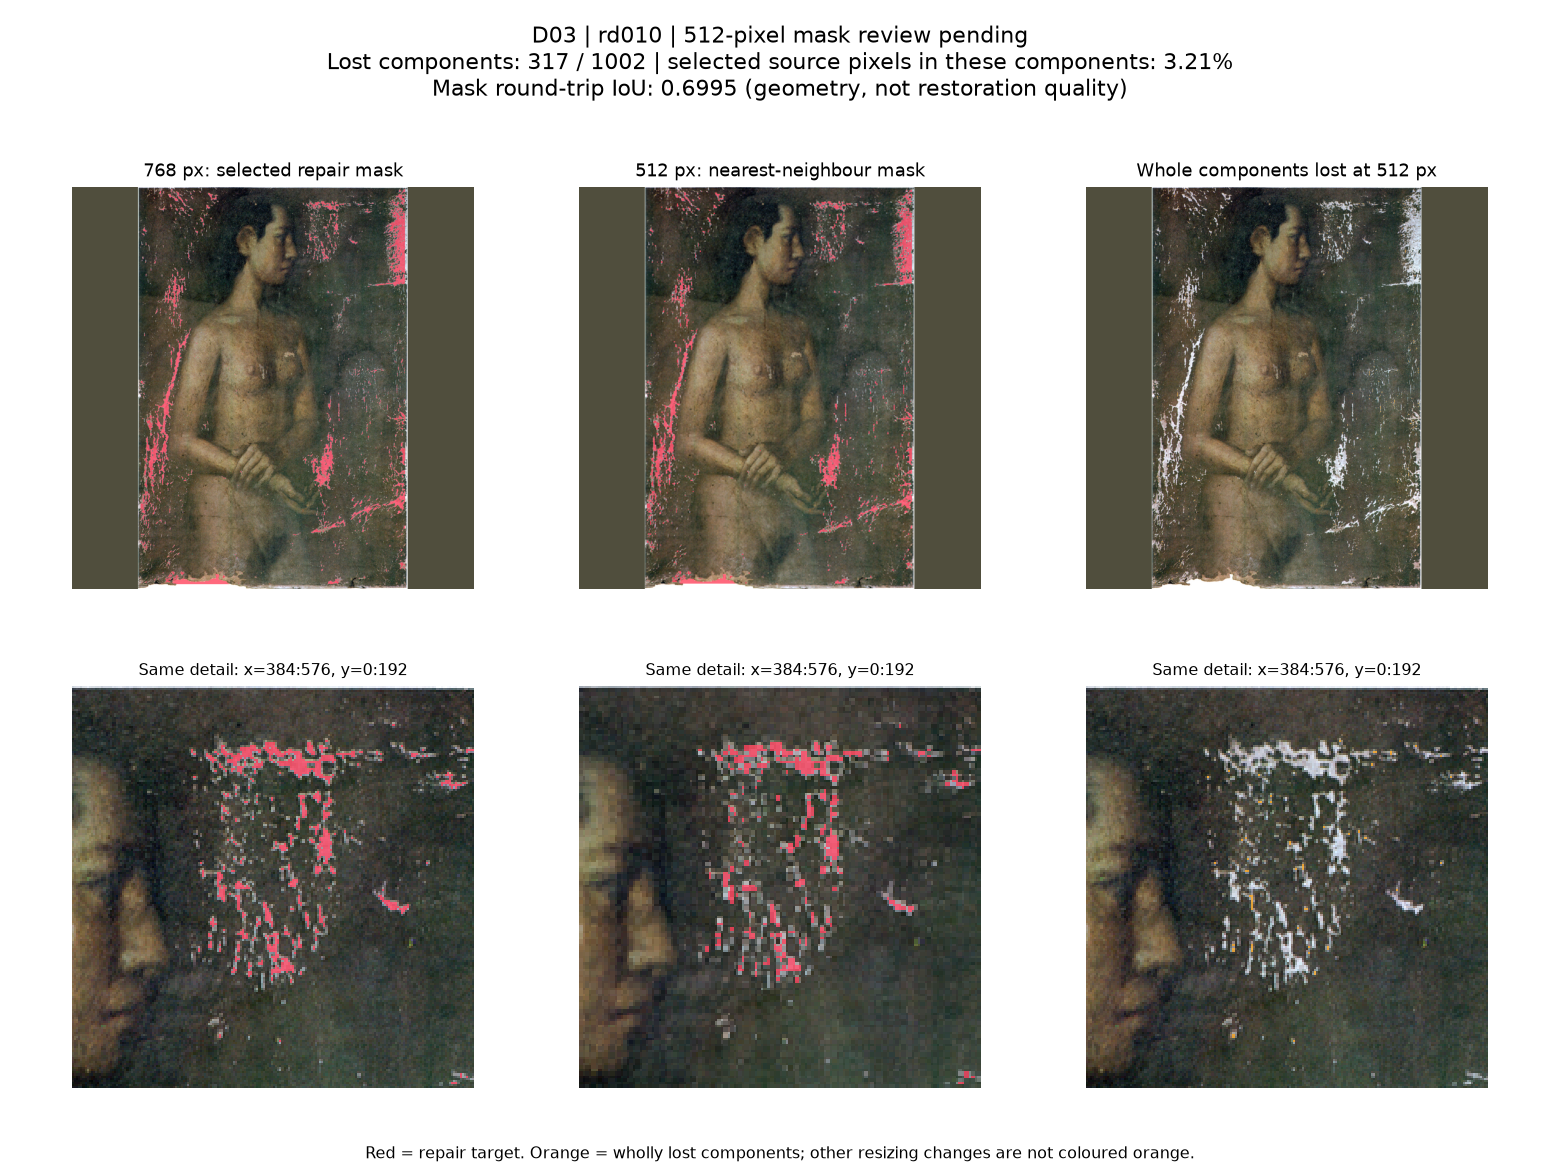 D03 | rd010 | 512-pixel mask review pending
Lost components: 317 / 1002 | selected source pixels in these components: 3.21%
Mask round-trip IoU: 0.6995 (geometry, not restoration quality)
768 px: selected repair mask
512 px: nearest-neighbour mask
Whole components lost at 512 px
Same detail: x=384:576, y=0:192
Same detail: x=384:576, y=0:192
Same detail: x=384:576, y=0:192
Red = repair target. Orange = wholly lost components; other resizing changes are not coloured orange.